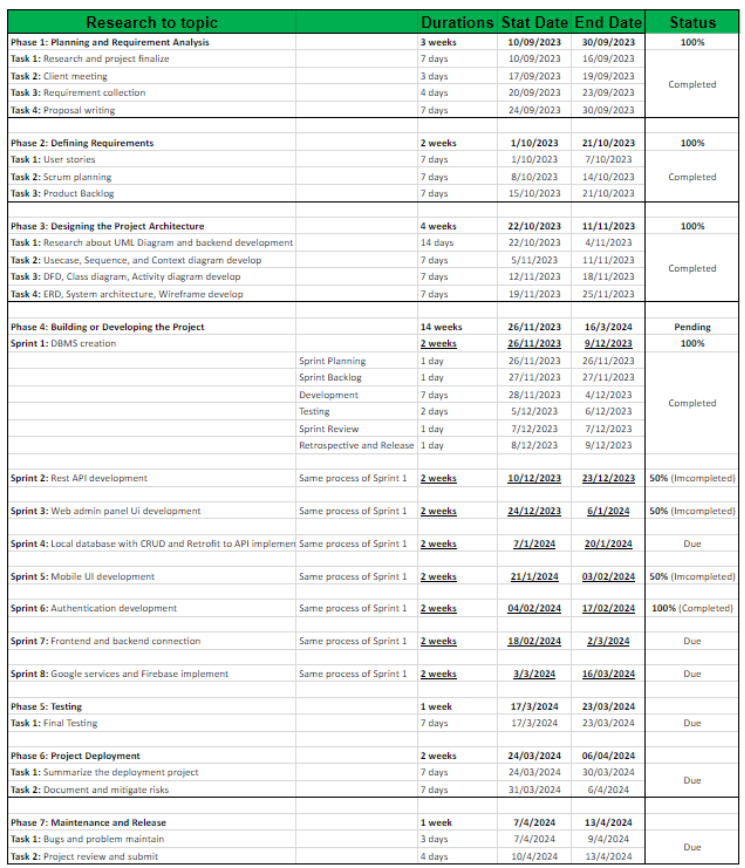 Research to topic Durations Stat Date End Date Status
Phase 1: Planning and Requirement Analysis 3 weeks 10/09/2023 30/09/2023 100%
Task 1: Research and project finalize 7 days 10/09/2023 16/09/2023
Task 2: Client meeting 3 days 17/09/2023 19/09/2023
Completed
Task 3: Requirement collection 4 days 20/09/2023 23/09/2023
Task 4: Proposal writing 7 days 24/09/2023 30/09/2023
Phase 2: Defining Requirements 2 weeks 1/10/2023 21/10/2023 100%
Task 1: User stories 7 days 1/10/2023 7/10/2023
Task 2: Scrum planning 7 days 8/10/2023 14/10/2023 Completed
Task 3: Product Backlog 7 days 15/10/2023 21/10/2023
Phase 3: Designing the Project Architecture 4 weeks 22/10/2023 11/11/2023 100%
Task 1: Research about UML Diagram and backend development 14 days 22/10/2023 4/11/2023
Task 2: Usecase, Sequence, and Context diagram develop 7 days 5/11/2023 11/11/2023
Completed
Task 3: DFD, Class diagram, Activity diagram develop 7 days 12/11/2023 18/11/2023
Task 4: ERD, System architecture, Wireframe develop 7 days 19/11/2023 25/11/2023
Phase 4: Building or Developing the Project 14 weeks 26/11/2023 16/3/2024 Pending
Sprint 1: DBMS creation 2 weeks 26/11/2023 9/12/2023 100%
Sprint Planning 1 day 26/11/2023 26/11/2023
Sprint Backlog 1 day 27/11/2023 27/11/2023
Development 7 days 28/11/2023 4/12/2023
Completed
Testing 2 days 5/12/2023 6/12/2023
Sprint Review 1 day 7/12/2023 7/12/2023
Retrospective and Release 1 day 8/12/2023 9/12/2023
Sprint 2: Rest API development Same process of Sprint 1 2 weeks 10/12/2023 23/12/2023 50% (Imcompleted)
Sprint 3: Web admin panel Ui development Same process of Sprint 1 2 weeks 24/12/2023 6/1/2024 50% (Imcompleted)
Sprint 4: Local database with CRUD and Retrofit to API implemen Same process of Sprint 1 2 weeks 7/1/2024 20/1/2024 Due
Sprint 5: Mobile UI development Same process of Sprint 1 2 weeks 21/1/2024 03/02/2024 50% (Imcompleted)
Sprint 6: Authentication development Same process of Sprint 1 2 weeks 04/02/2024 17/02/2024 100% (Completed)
Sprint 7: Frontend and backend connection Same process of Sprint 1 2 weeks 18/02/2024 2/3/2024 Due
Sprint 8: Google services and Firebase implement Same process of Sprint 1 2 weeks 3/3/2024 16/03/2024 Due
Phase 5: Testing 1 week 17/3/2024 23/03/2024
Task 1: Final Testing 7 days 17/3/2024 23/03/2024 Due
Phase 6: Project Deployment 2 weeks 24/03/2024 06/04/2024
Task 1: Summarize the deployment project 7 days 24/03/2024 30/03/2024
Due
Task 2: Document and mitigate risks 7 days 31/03/2024 6/4/2024
Phase 7: Maintenance and Release 1 week 7/4/2024 13/4/2024
Task 1: Bugs and problem maintain 3 days 7/4/2024 9/4/2024
Due
Task 2: Project review and submit 4 days 10/4/2024 13/4/2024